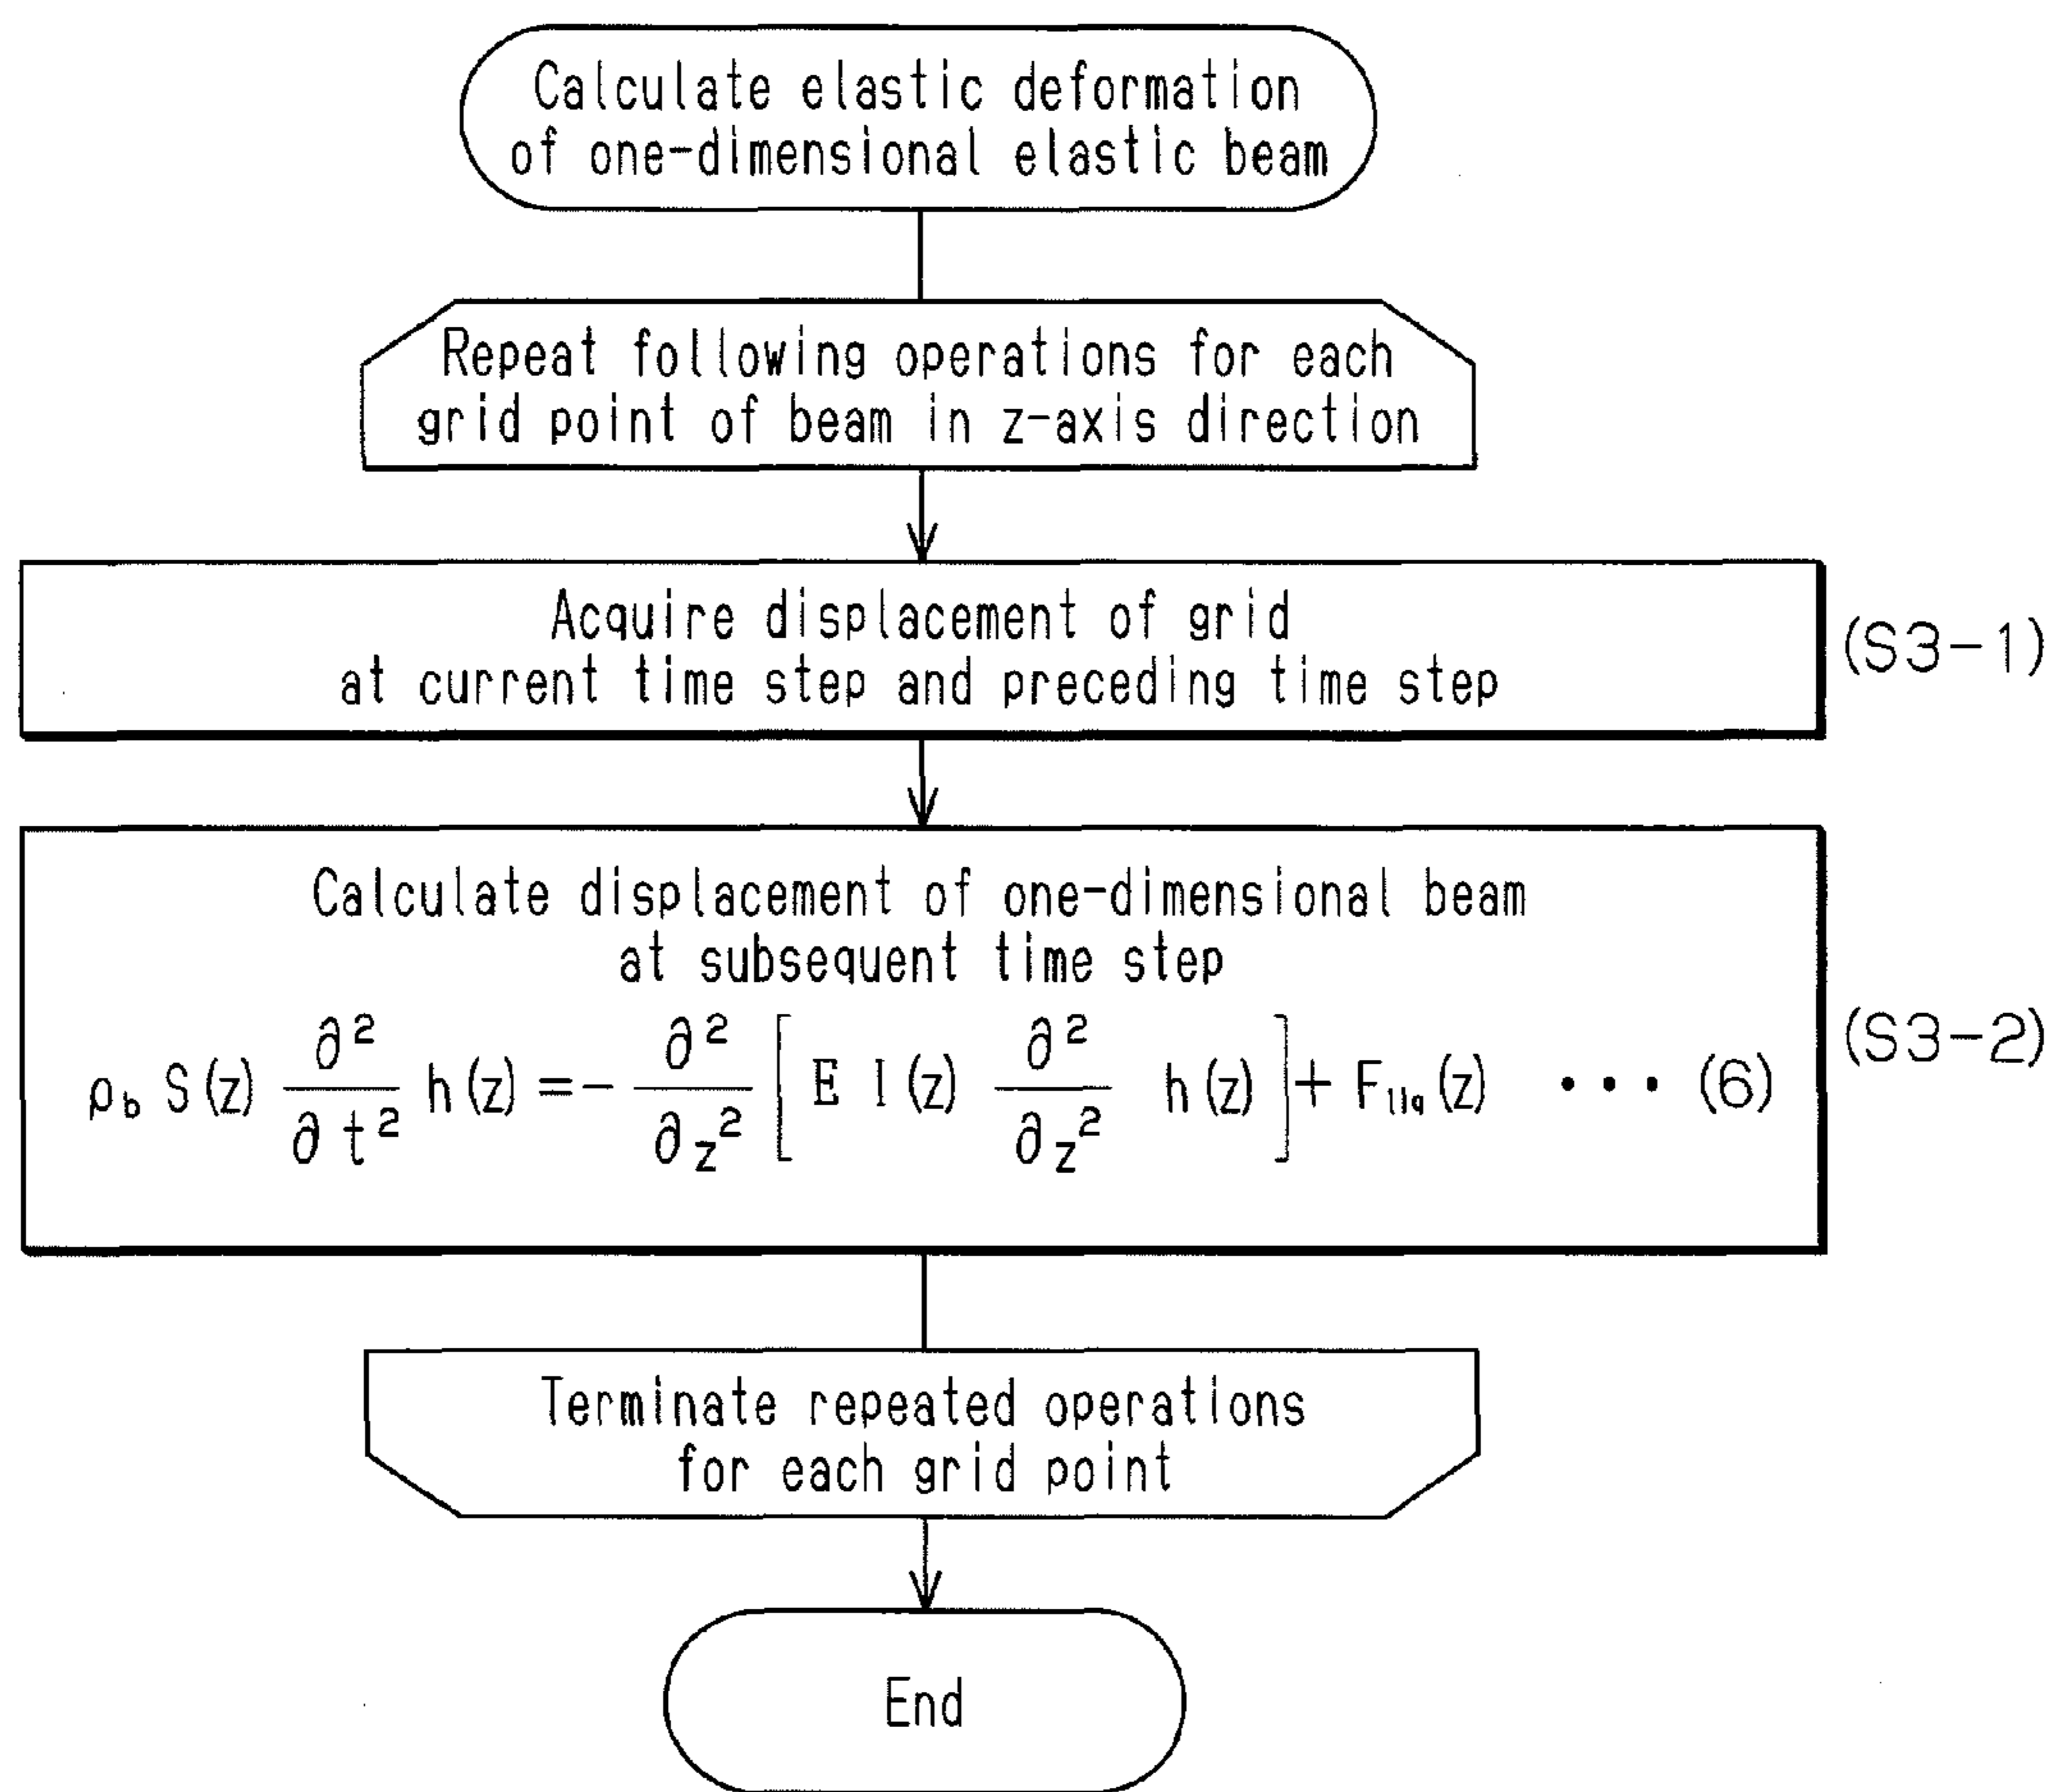 Calculate elastic deformation
of one-dimensional elastic beam
Repeat following operations for each
grid point of beam in z-axis direction
Acquire displacement of grid
at current time step and preceding time step
(S3-1)
Calculate displacement of one-dimensional beam
at subsequent time step
ρ_b S(z) ∂²/∂t² h(z) = - ∂²/∂z² [E I(z) ∂²/∂z² h(z)] + F_liq(z) ••• (6)
(S3-2)
Terminate repeated operations
for each grid point
End